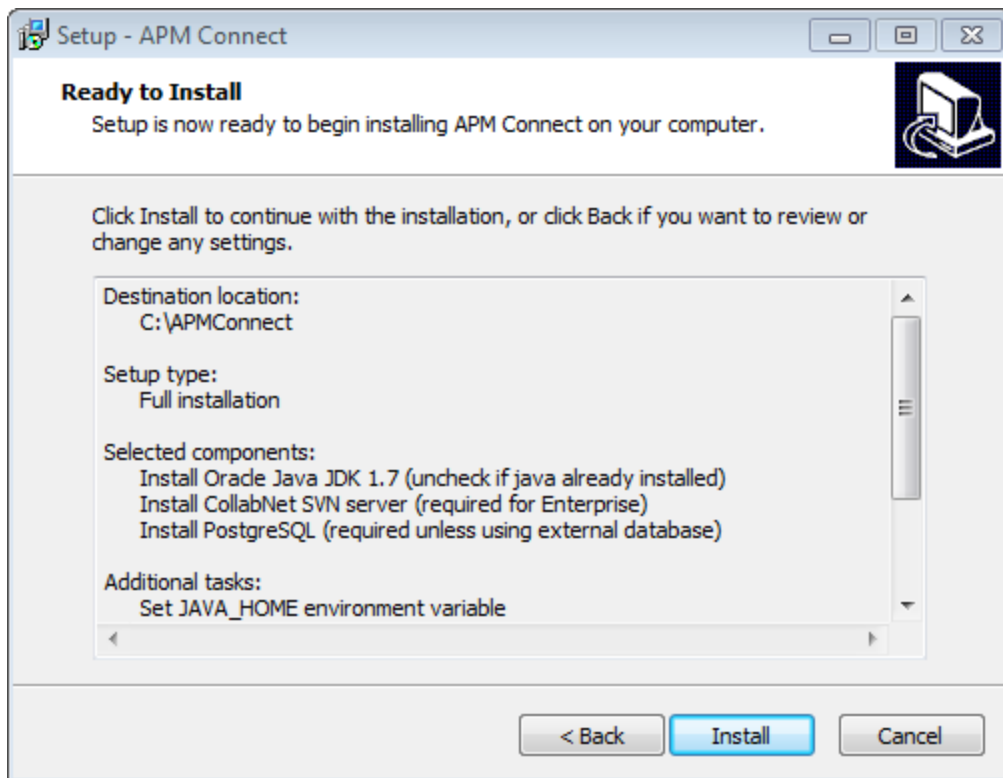 Setup - APM Connect
Ready to Install
Setup is now ready to begin installing APM Connect on your computer.
Click Install to continue with the installation, or click Back if you want to review or
change any settings.
Destination location:
C:\APMConnect
Setup type:
Full installation
Selected components:
Install Oracle Java JDK 1.7 (uncheck if java already installed)
Install CollabNet SVN server (required for Enterprise)
Install PostgreSQL (required unless using external database)
Additional tasks:
Set JAVA_HOME environment variable
< Back
Install
Cancel